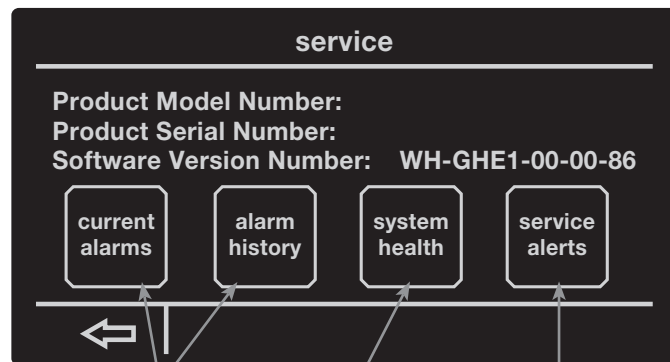 service
Product Model Number:
Product Serial Number:
Software Version Number: WH-GHE1-00-00-86
current alarm system service
alarms history health alerts